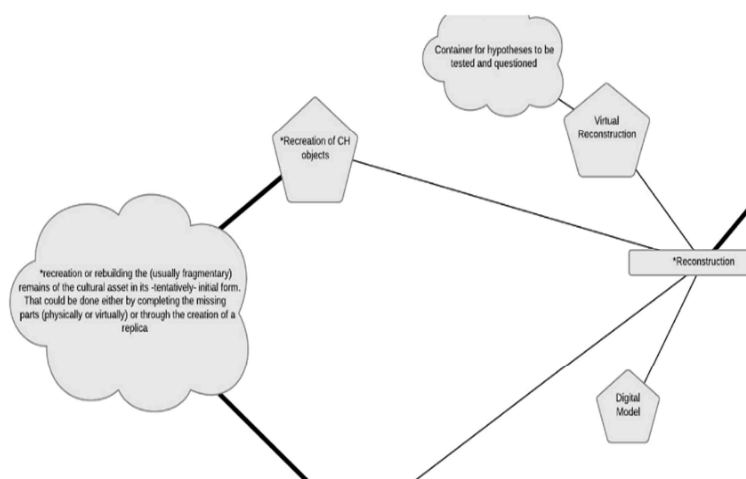 Container for hypotheses to be
tested and questioned
Virtual
Reconstruction
*Recreation of CH
objects
*Reconstruction
*recreation or rebuilding the (usually fragmentary)
remains of the cultural asset in its -tentatively- initial form.
That could be done either by completing the missing
parts (physically or virtually) or through the creation of a
replica
Digital
Model